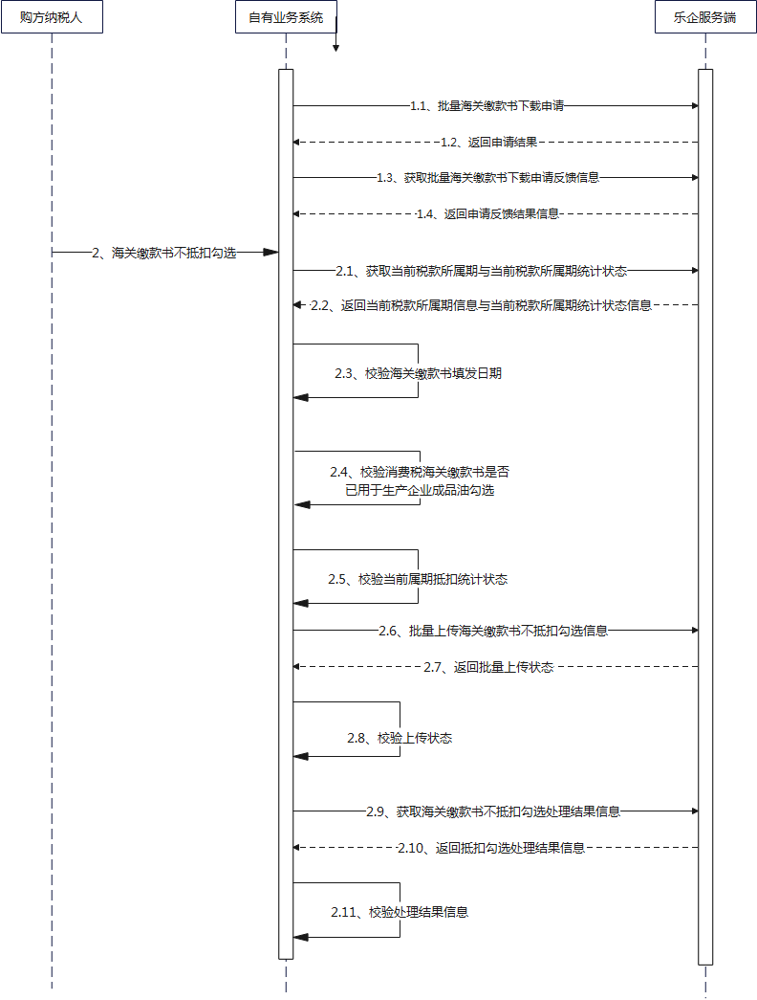 购方纳税人
自有业务系统
乐企服务端
1.1、批量海关缴款书下载申请
1.2、返回申请结果
1.3、获取批量海关缴款书下载申请反馈信息
1.4、返回申请反馈结果信息
2、海关缴款书不抵扣勾选
2.1、获取当前税款所属期与当前税款所属期统计状态
2.2、返回当前税款所属期信息与当前税款所属期统计状态信息
2.3、校验海关缴款书填发日期
2.4、校验消费税海关缴款书是否
已用于生产企业成品油勾选
2.5、校验当前属期抵扣统计状态
2.6、批量上传海关缴款书不抵扣勾选信息
2.7、返回批量上传状态
2.8、校验上传状态
2.9、获取海关缴款书不抵扣勾选处理结果信息
2.10、返回抵扣勾选处理结果信息
2.11、校验处理结果信息